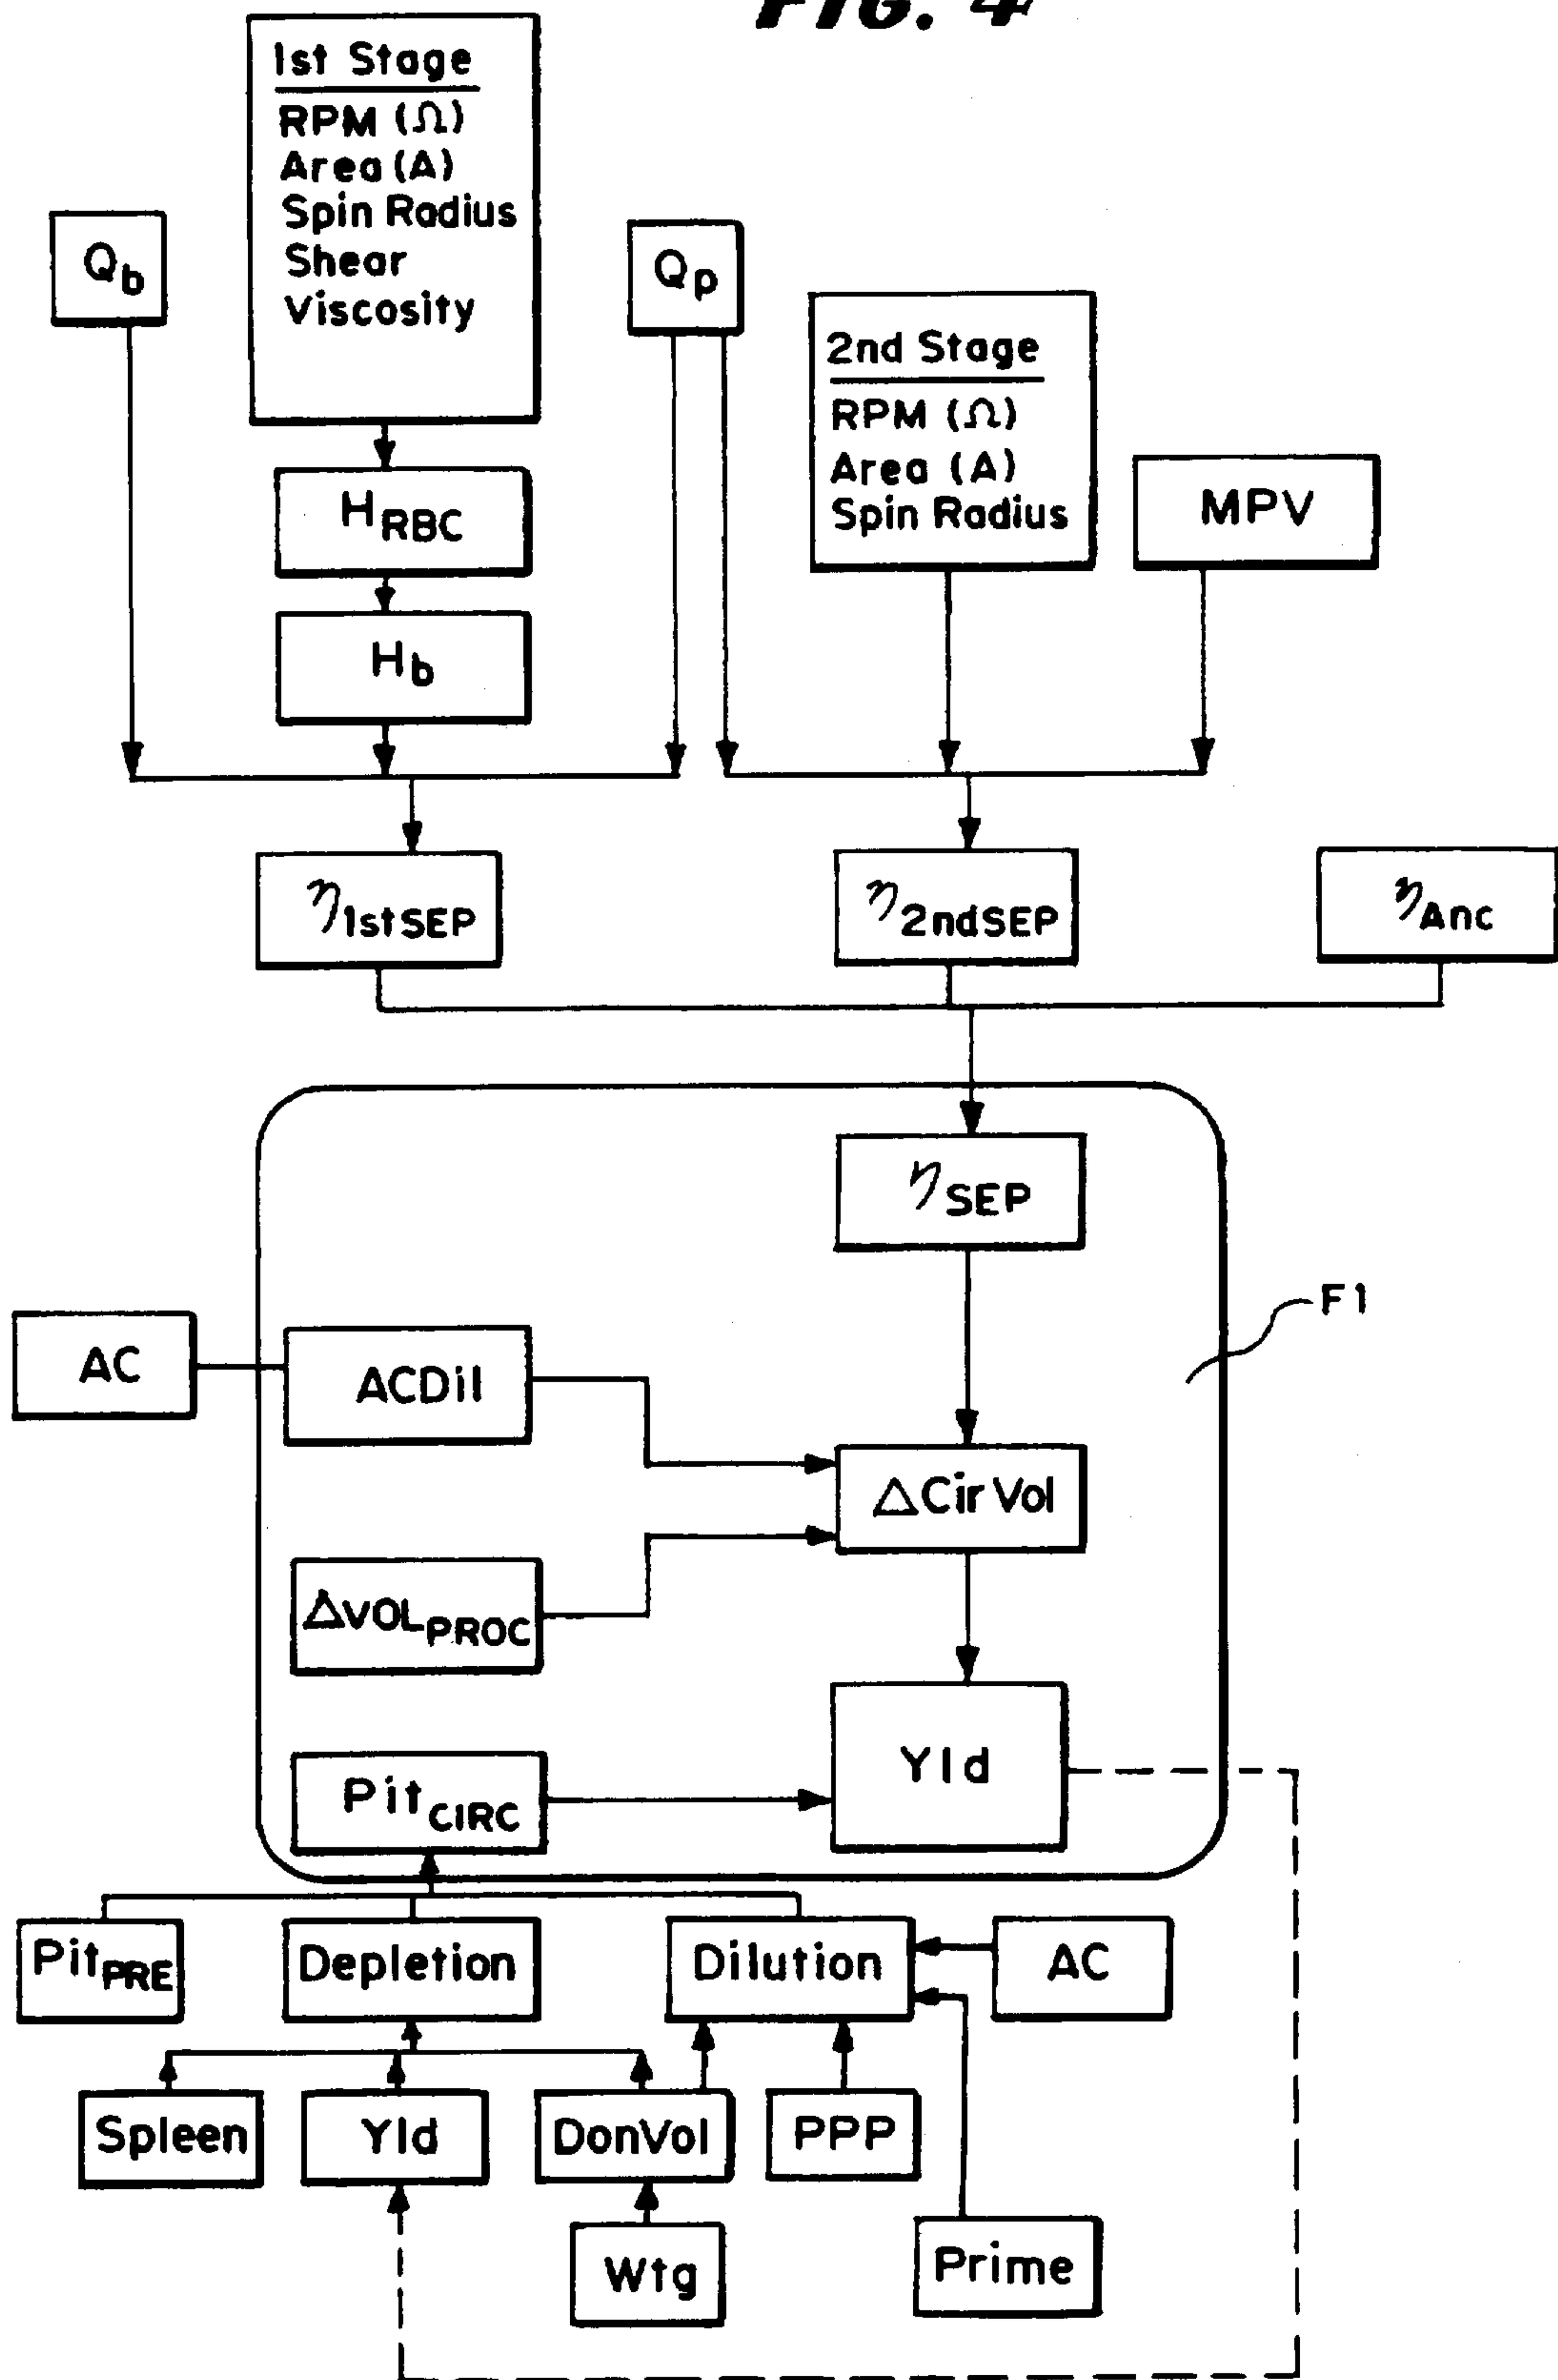 FIG. 4
1st Stage
RPM (Ω)
Area (A)
Spin Radius
Shear
Viscosity
Qb
Qp
2nd Stage
RPM (Ω)
Area (A)
Spin Radius
MPV
HRBC
Hb
η1stSEP
η2ndSEP
ηAnc
ηSEP
F1
AC
ACDil
ΔCirVol
ΔVOLPROC
Yld
PltCIRC
PltPRE
Depletion
Dilution
AC
Spleen
Yld
DonVol
PPP
Wtg
Prime